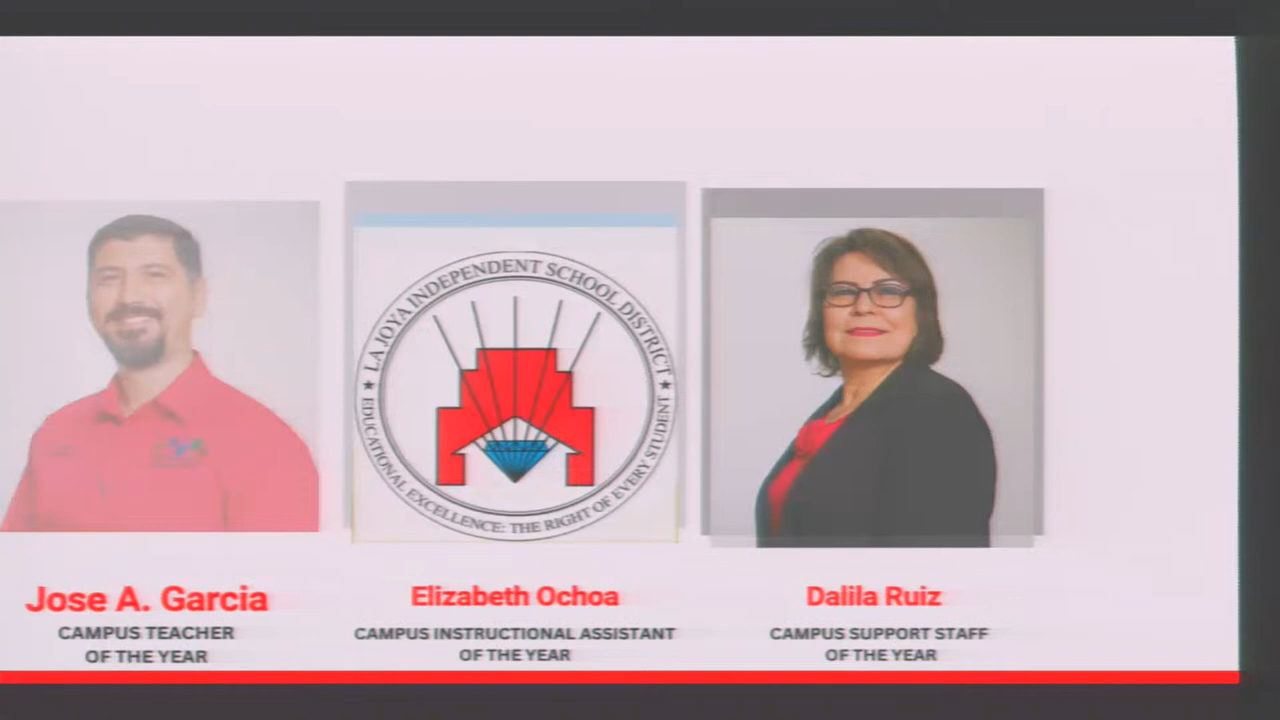 ★ LA JOYA INDEPENDENT SCHOOL DISTRICT ★
EDUCATIONAL EXCELLENCE: THE RIGHT OF EVERY STUDENT
Jose A. Garcia
CAMPUS TEACHER
OF THE YEAR
Elizabeth Ochoa
CAMPUS INSTRUCTIONAL ASSISTANT
OF THE YEAR
Dalila Ruiz
CAMPUS SUPPORT STAFF
OF THE YEAR